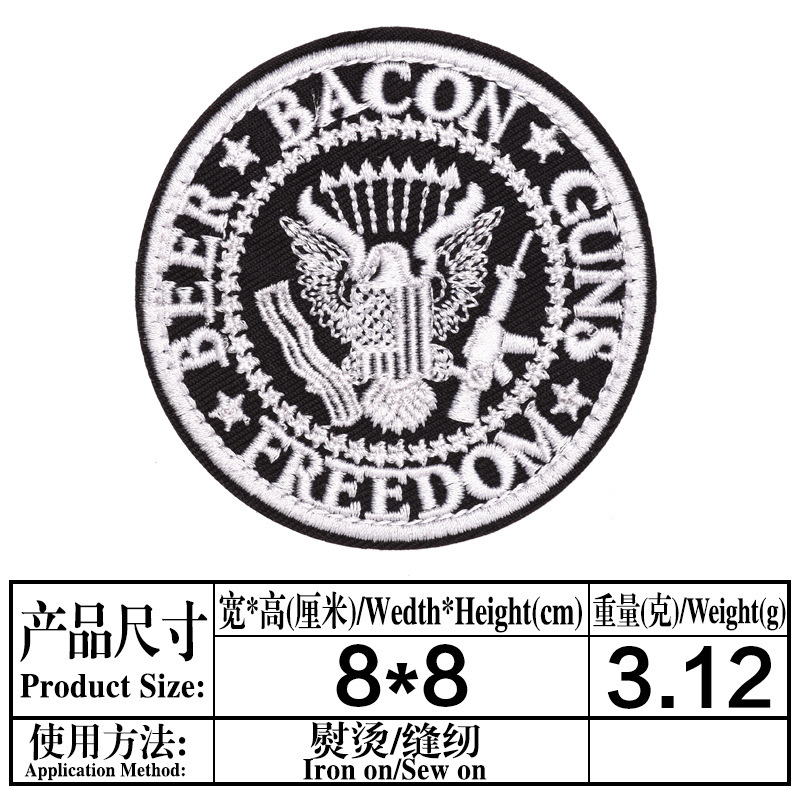 BEER ★ BACON ★ GUNS ★ FREEDOM ★
产品尺寸
Product Size:
宽*高(厘米)/Wedth*Height(cm)
重量(克)/Weight(g)
8*8
3.12
使用方法:
Application Method:
熨烫/缝纫
Iron on/Sew on